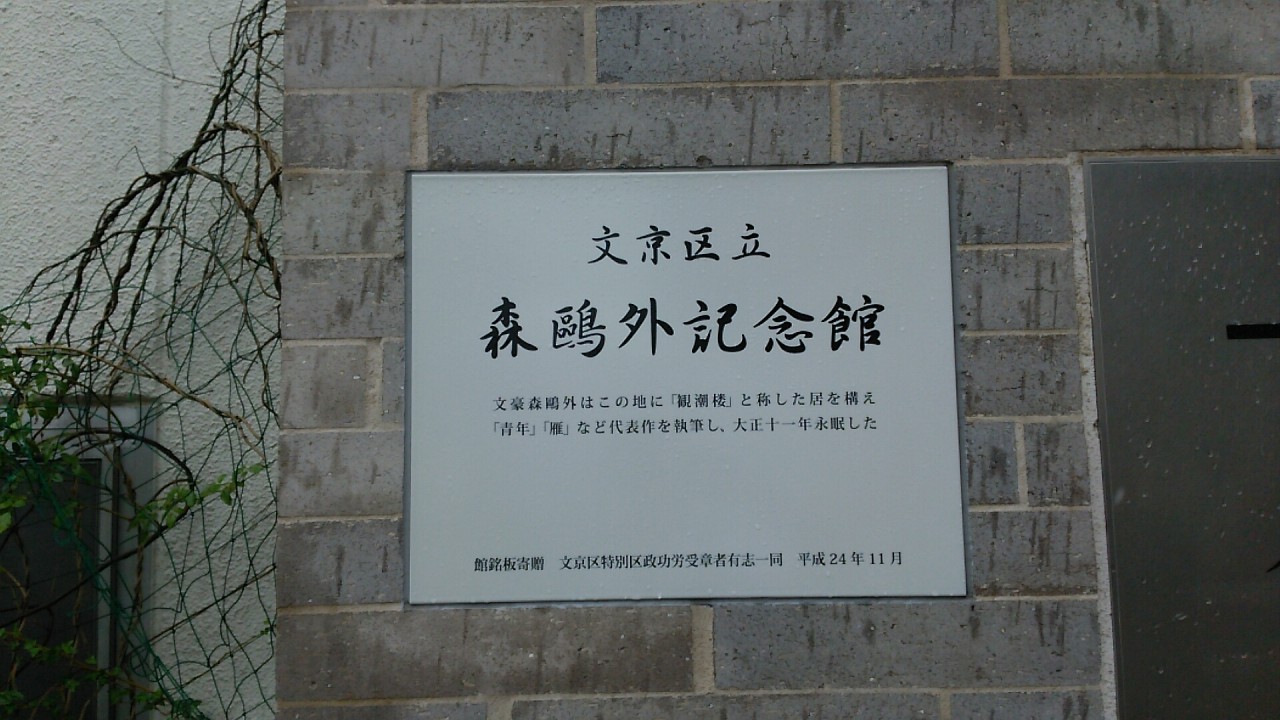 文京区立
森鷗外記念館
文豪森鷗外はこの地に「観潮楼」と称した居を構え
「青年」「雁」など代表作を執筆し、大正十一年永眠した
館銘板寄贈　文京区特別区政功労受章者有志一同　平成24年11月